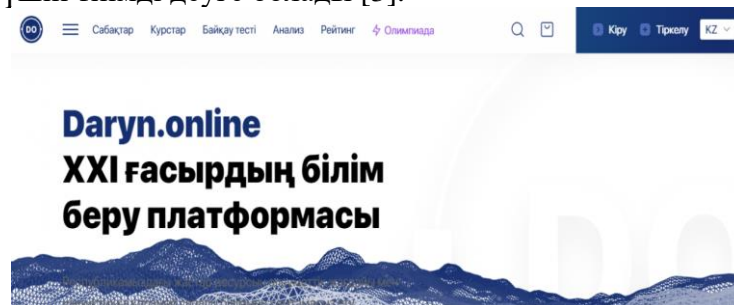 DO Сабақтар Курстар Байқау тесті Анализ Рейтинг Олимпиада Кіру Тіркелу KZ
Daryn.online
XXI ғасырдың білім
беру платформасы